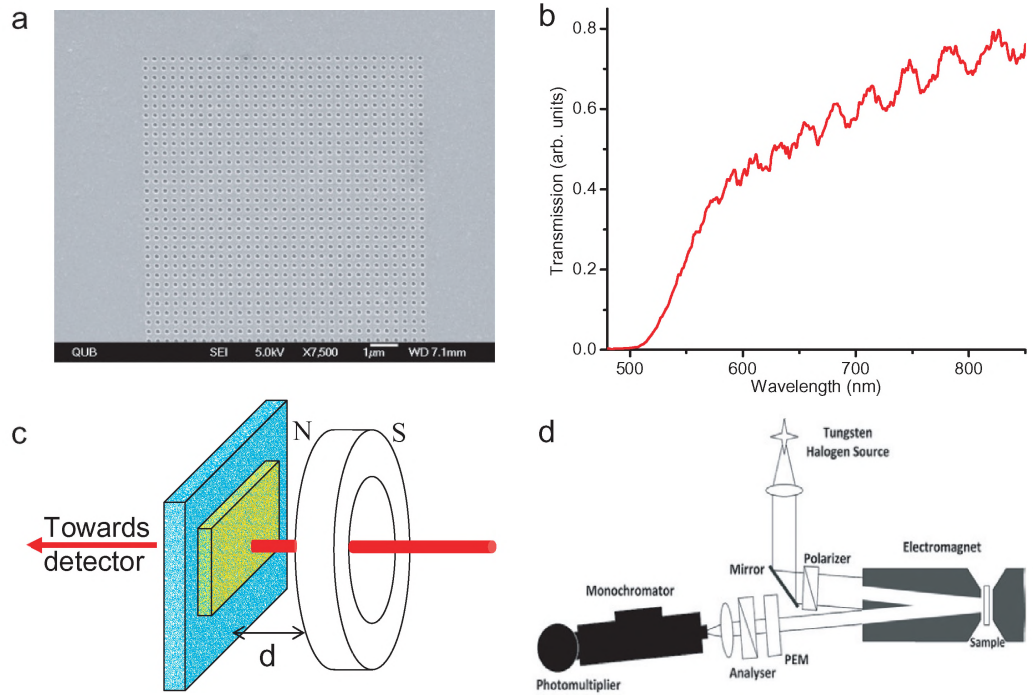 a
QUB SEI 5.0kV X7,500 1μm WD 7.1mm
b
Transmission (arb. units)
0.8
0.6
0.4
0.2
0.0
500 600 700 800
Wavelength (nm)
c
N S
Towards
detector
d
d
Tungsten
Halogen Source
Mirror
Polarizer
Electromagnet
Monochromator
Sample
PEM
Analyser
Photomultiplier